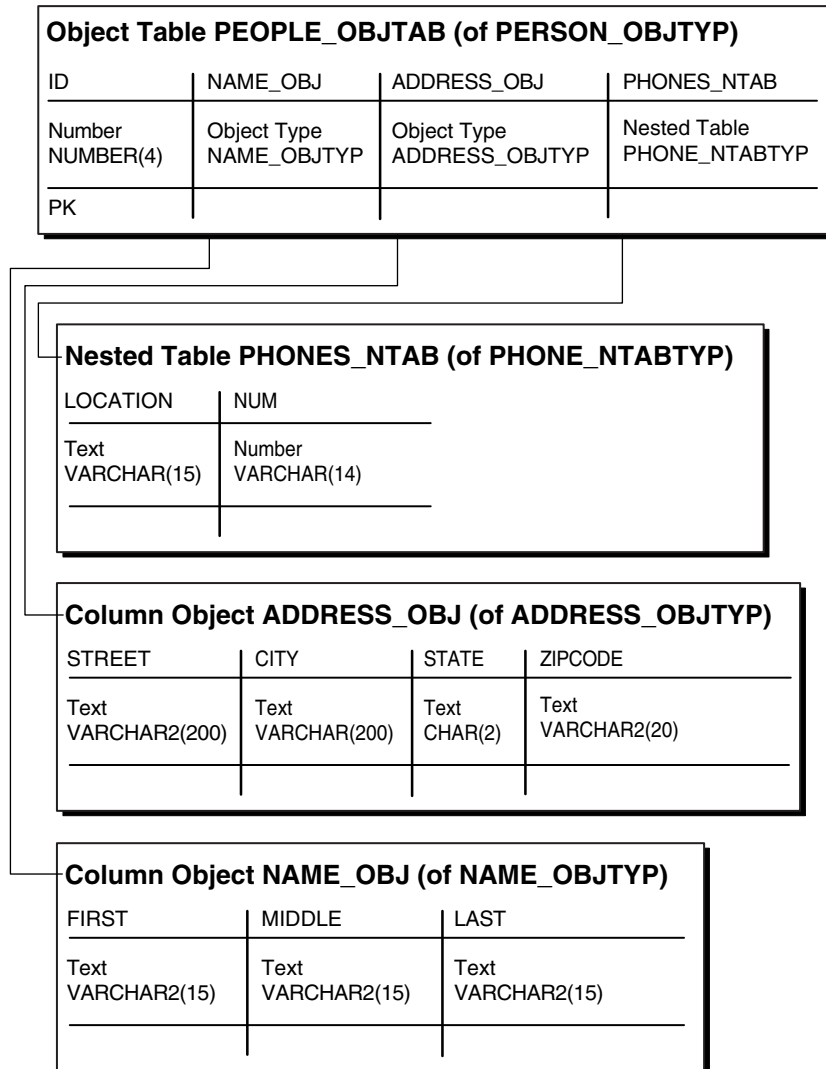 Object Table PEOPLE_OBJTAB (of PERSON_OBJTYP)
ID NAME_OBJ ADDRESS_OBJ PHONES_NTAB
Number Object Type Object Type Nested Table
NUMBER(4) NAME_OBJTYP ADDRESS_OBJTYP PHONE_NTABTYP
PK
Nested Table PHONES_NTAB (of PHONE_NTABTYP)
LOCATION NUM
Text Number
VARCHAR(15) VARCHAR(14)
Column Object ADDRESS_OBJ (of ADDRESS_OBJTYP)
STREET CITY STATE ZIPCODE
Text Text Text Text
VARCHAR2(200) VARCHAR(200) CHAR(2) VARCHAR2(20)
Column Object NAME_OBJ (of NAME_OBJTYP)
FIRST MIDDLE LAST
Text Text Text
VARCHAR2(15) VARCHAR2(15) VARCHAR2(15)